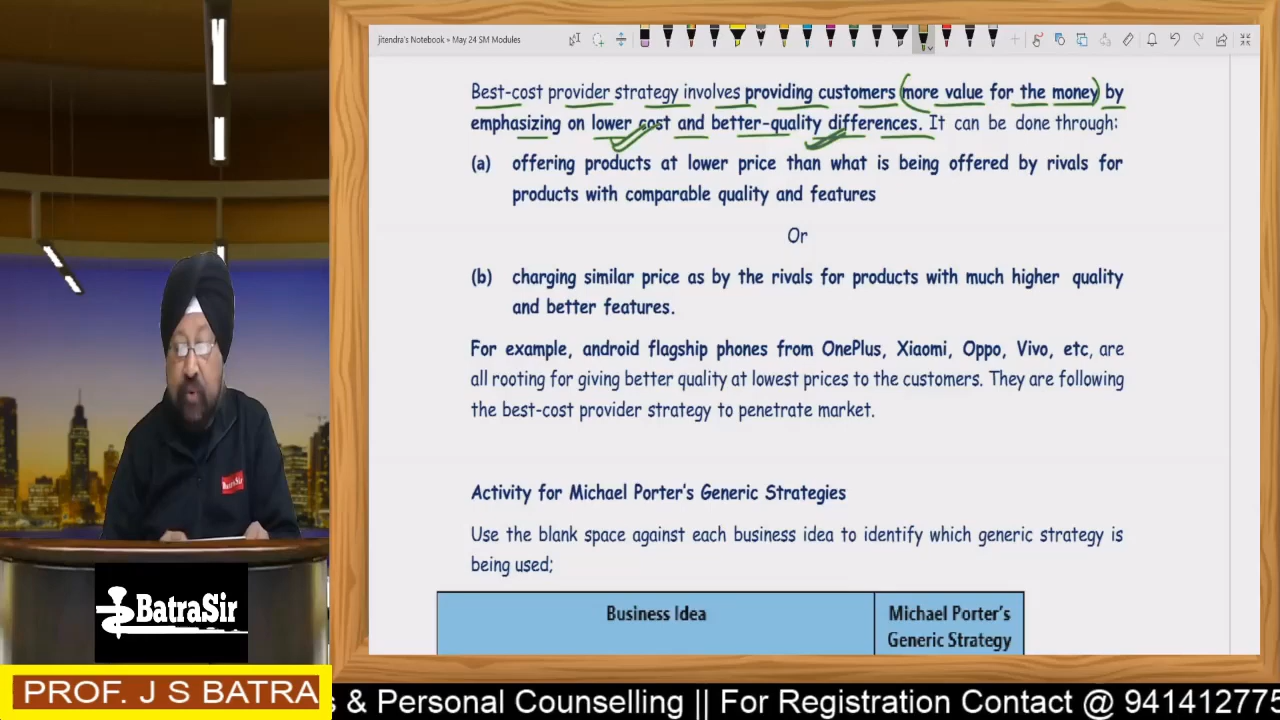 jitendra's Notebook » May 24 SM Modules
Best-cost provider strategy involves providing customers (more value for the money) by
emphasizing on lower cost and better-quality differences. It can be done through:
(a) offering products at lower price than what is being offered by rivals for
products with comparable quality and features
Or
(b) charging similar price as by the rivals for products with much higher quality
and better features.
For example, android flagship phones from OnePlus, Xiaomi, Oppo, Vivo, etc, are
all rooting for giving better quality at lowest prices to the customers. They are following
the best-cost provider strategy to penetrate market.
Activity for Michael Porter's Generic Strategies
Use the blank space against each business idea to identify which generic strategy is
being used;
Business Idea
Michael Porter's
Generic Strategy
BatraSir
BatraSir
PROF. J S BATRA
s & Personal Counselling || For Registration Contact @ 941412775